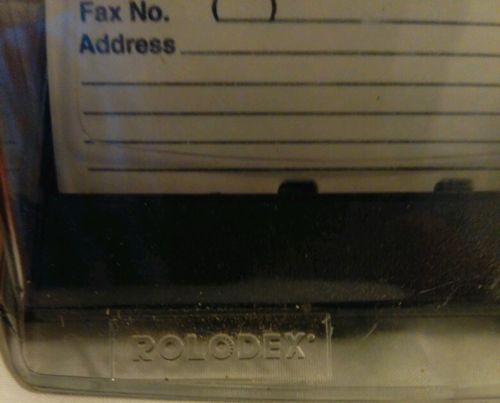 Fax No. ( )
Address
ROLODEX®